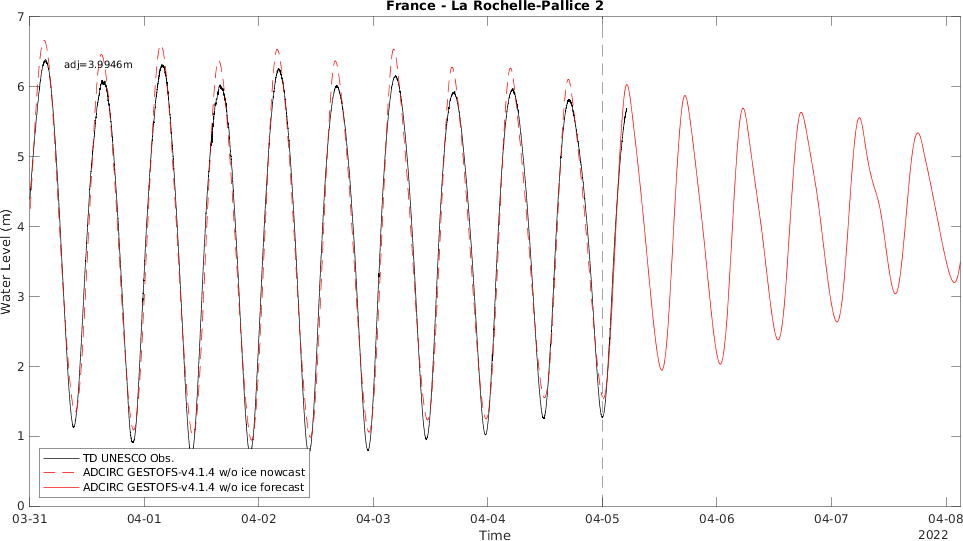 France - La Rochelle-Pallice 2
7
adj=3.9946m
6
5
4
3
2
1
0
Water Level (m)
TD UNESCO Obs.
ADCIRC GESTOFS-v4.1.4 w/o ice nowcast
ADCIRC GESTOFS-v4.1.4 w/o ice forecast
03-31 04-01 04-02 04-03 04-04 04-05 04-06 04-07 04-08
Time
2022